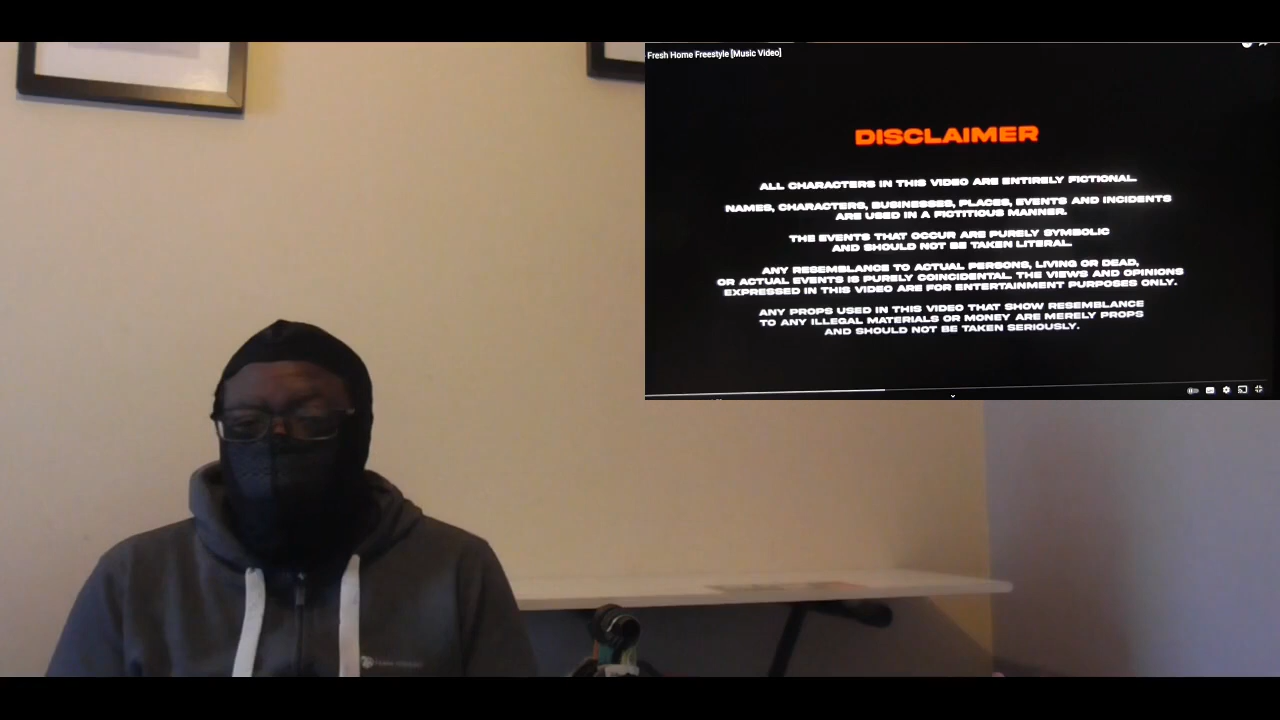 Fresh Home Freestyle [Music Video]
DISCLAIMER
ALL CHARACTERS IN THIS VIDEO ARE ENTIRELY FICTIONAL.
NAMES, CHARACTERS, BUSINESSES, PLACES, EVENTS AND INCIDENTS
ARE USED IN A FICTITIOUS MANNER.
THE EVENTS THAT OCCUR ARE PURELY SYMBOLIC
AND SHOULD NOT BE TAKEN LITERAL.
ANY RESEMBLANCE TO ACTUAL PERSONS, LIVING OR DEAD,
OR ACTUAL EVENTS IS PURELY COINCIDENTAL. THE VIEWS AND OPINIONS
EXPRESSED IN THIS VIDEO ARE FOR ENTERTAINMENT PURPOSES ONLY.
ANY PROPS USED IN THIS VIDEO THAT SHOW RESEMBLANCE
TO ANY ILLEGAL MATERIALS OR MONEY ARE MERELY PROPS
AND SHOULD NOT BE TAKEN SERIOUSLY.